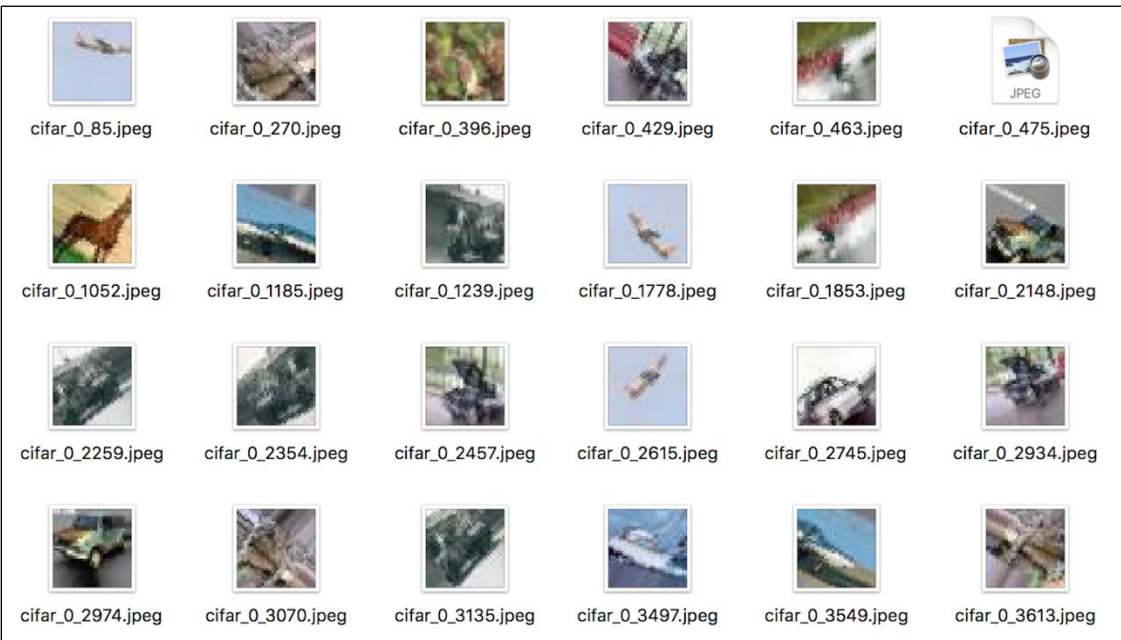 JPEG
cifar_0_85.jpeg cifar_0_270.jpeg cifar_0_396.jpeg cifar_0_429.jpeg cifar_0_463.jpeg cifar_0_475.jpeg
cifar_0_1052.jpeg cifar_0_1185.jpeg cifar_0_1239.jpeg cifar_0_1778.jpeg cifar_0_1853.jpeg cifar_0_2148.jpeg
cifar_0_2259.jpeg cifar_0_2354.jpeg cifar_0_2457.jpeg cifar_0_2615.jpeg cifar_0_2745.jpeg cifar_0_2934.jpeg
cifar_0_2974.jpeg cifar_0_3070.jpeg cifar_0_3135.jpeg cifar_0_3497.jpeg cifar_0_3549.jpeg cifar_0_3613.jpeg